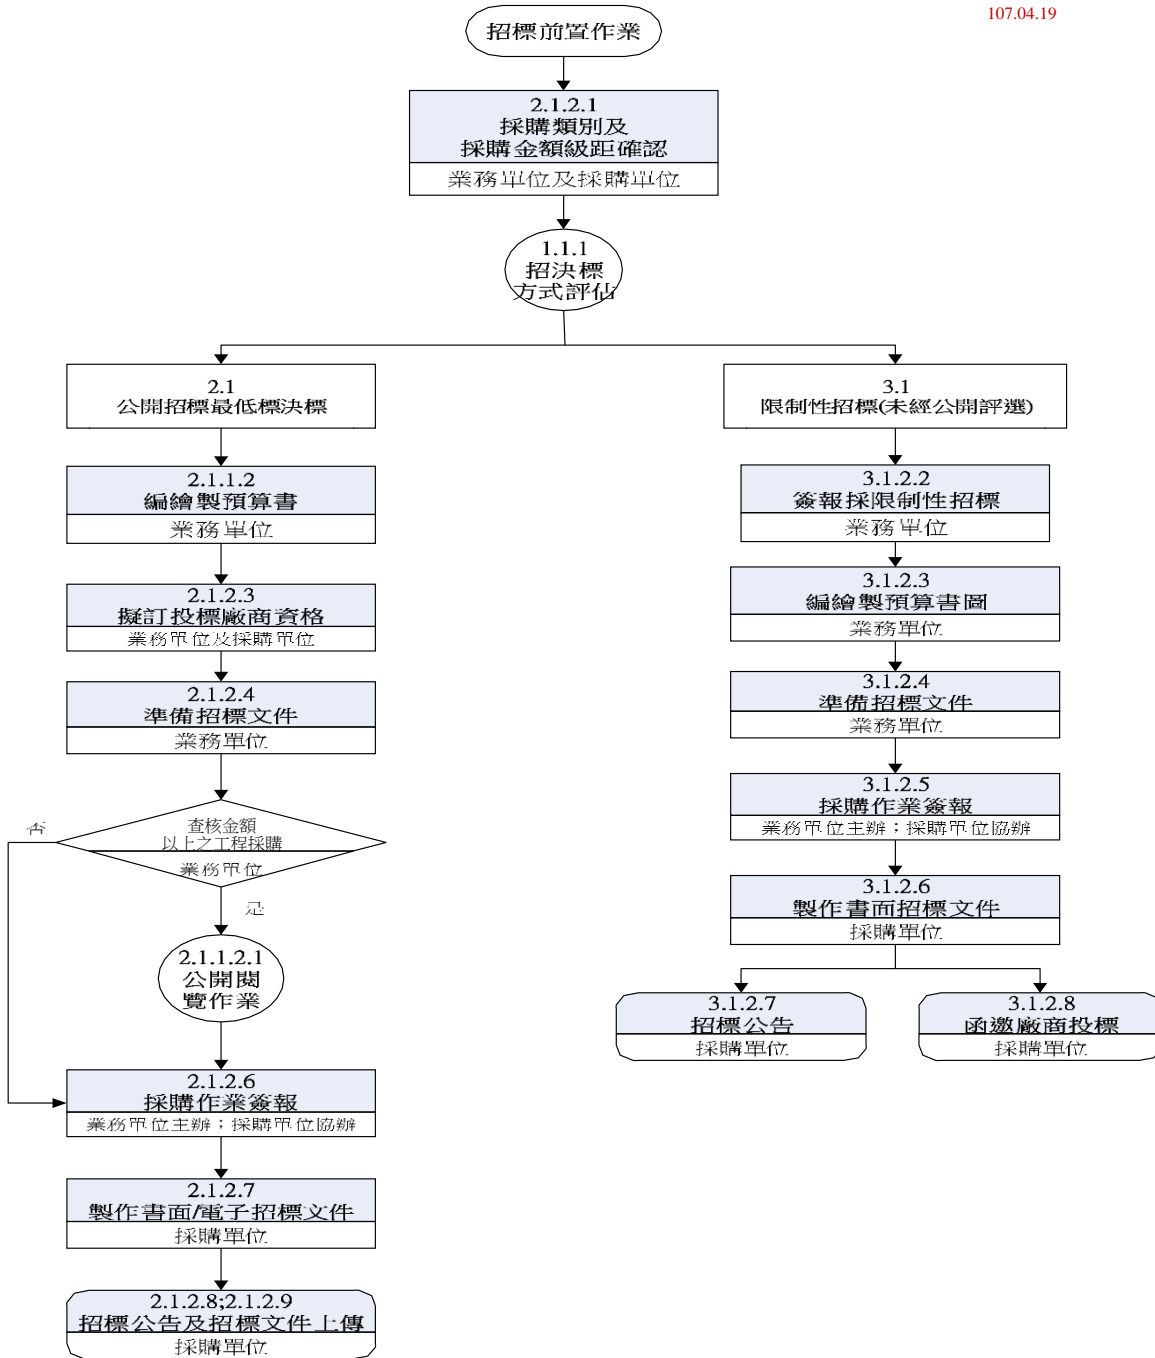 107.04.19
招標前置作業
2.1.2.1
採購類別及
採購金額級距確認
業務單位及採購單位
1.1.1
招決標
方式評估
2.1
公開招標最低標決標
2.1.1.2
編繪製預算書
業務單位
2.1.2.3
擬訂投標廠商資格
業務單位及採購單位
2.1.2.4
準備招標文件
業務單位
查核金額
以上之工程採購
業務單位
否
是
2.1.1.2.1
公開閱
覽作業
2.1.2.6
採購作業簽報
業務單位主辦；採購單位協辦
2.1.2.7
製作書面/電子招標文件
採購單位
2.1.2.8;2.1.2.9
招標公告及招標文件上傳
採購單位
3.1
限制性招標(未經公開評選)
3.1.2.2
簽報採限制性招標
業務單位
3.1.2.3
編繪製預算書圖
業務單位
3.1.2.4
準備招標文件
業務單位
3.1.2.5
採購作業簽報
業務單位主辦；採購單位協辦
3.1.2.6
製作書面招標文件
採購單位
3.1.2.7
招標公告
採購單位
3.1.2.8
函邀廠商投標
採購單位